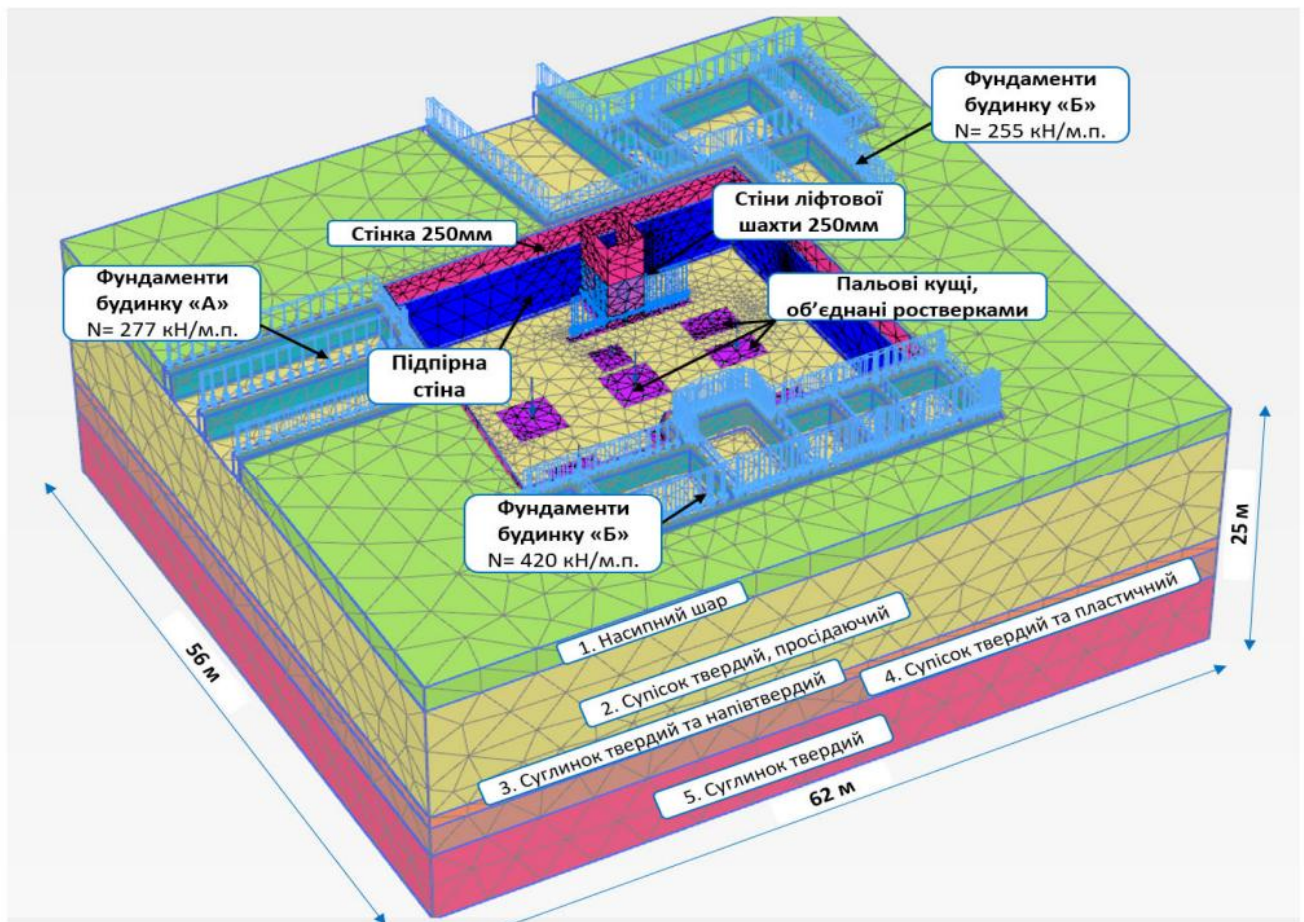 Фундаменти
будинку «Б»
N= 255 кН/м.п.
Стіни ліфтової
шахти 250мм
Стінка 250мм
Фундаменти
будинку «А»
N= 277 кН/м.п.
Пальові кущі,
об’єднані ростверками
Підпірна
стіна
Фундаменти
будинку «Б»
N= 420 кН/м.п.
25 м
1. Насипний шар
4. Супісок твердий та пластичний
2. Супісок твердий, просідаючий
3. Суглинок твердий та напівтвердий
5. Суглинок твердий
56 м
62 м